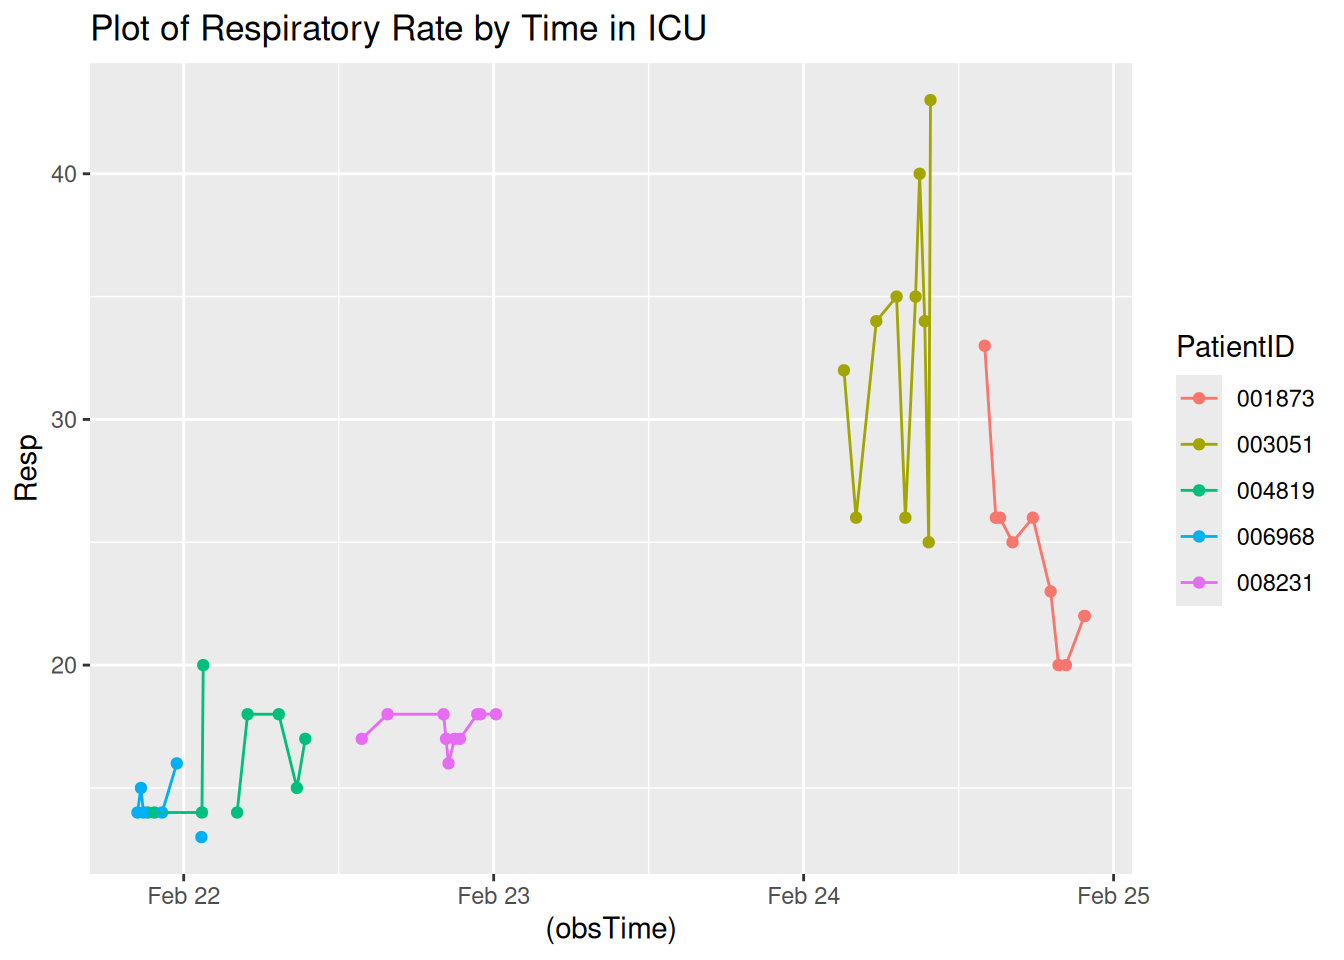 Plot of Respiratory Rate by Time in ICU
40
30
20
Resp
Feb 22
Feb 23
Feb 24
Feb 25
(obsTime)
PatientID
001873
003051
004819
006968
008231